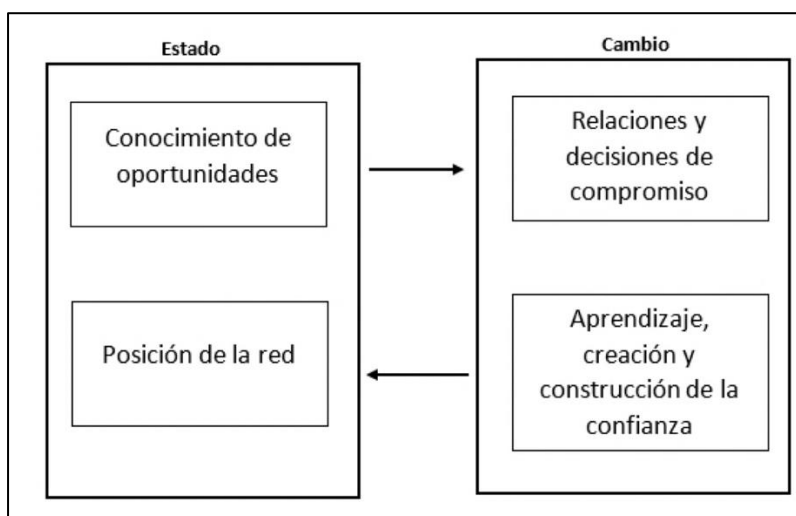 Estado
Conocimiento de
oportunidades
Posición de la red
Cambio
Relaciones y
decisiones de
compromiso
Aprendizaje,
creación y
construcción de la
confianza